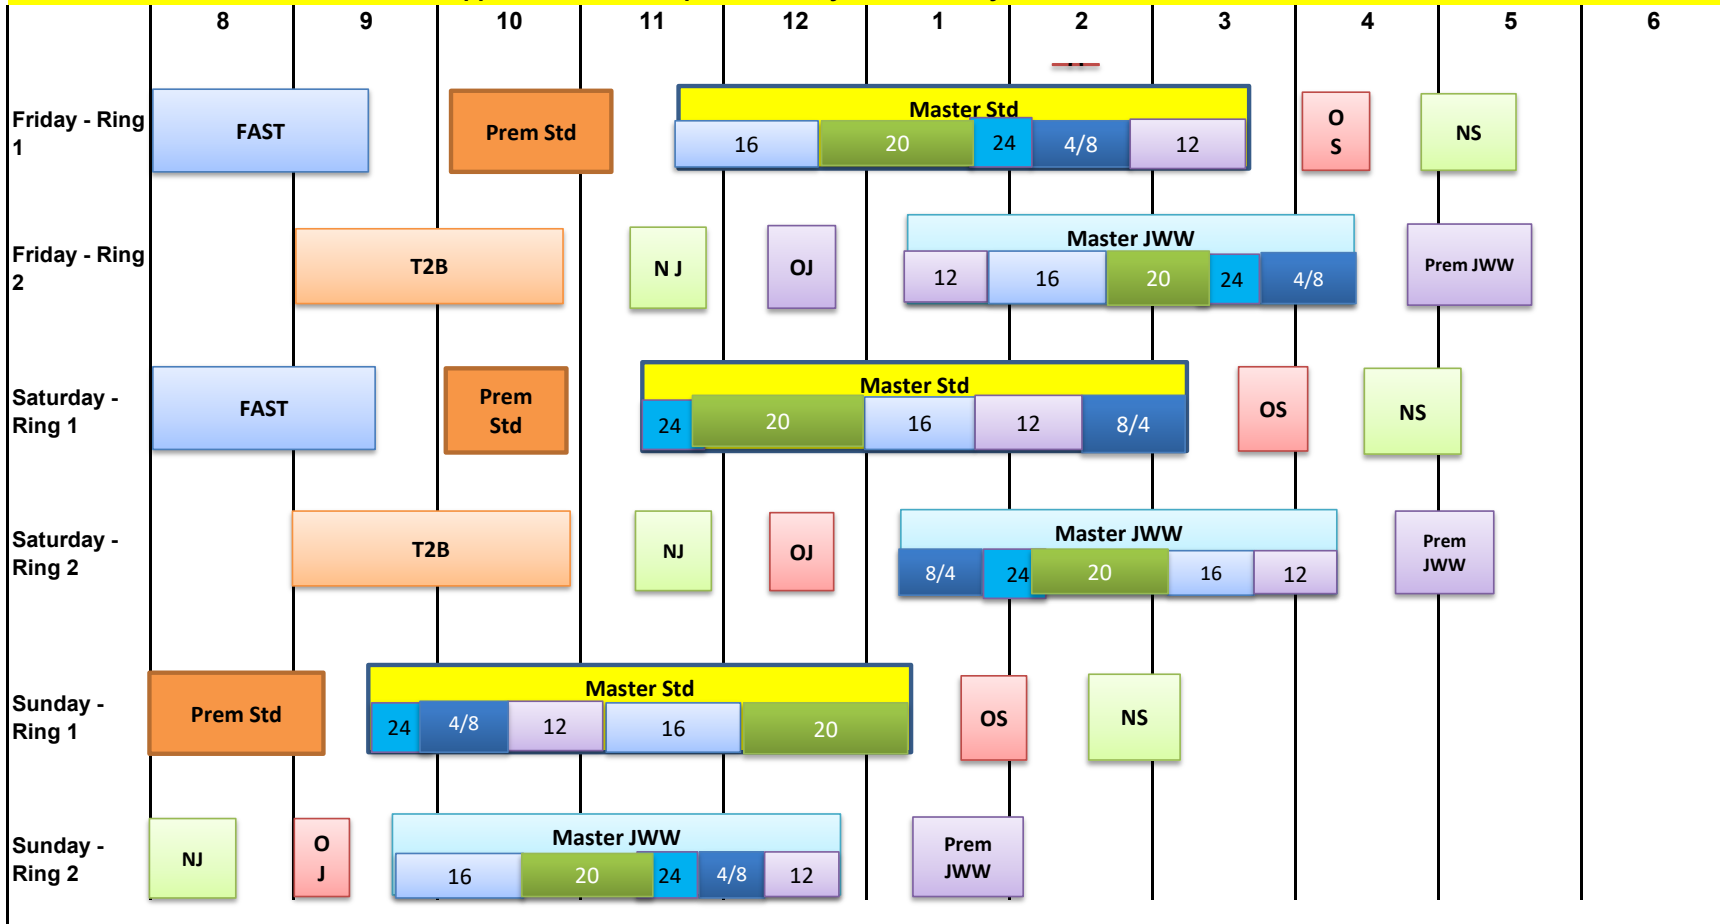 8 9 10 11 12 1 2 3 4 5 6
Friday - Ring
1
FAST
Prem Std
Master Std
16 20 24 4/8 12
O
S
NS
Friday - Ring
2
T2B
N J
OJ
Master JWW
12 16 20 24 4/8
Prem JWW
Saturday -
Ring 1
FAST
Prem
Std
Master Std
24 20 16 12 8/4
OS
NS
Saturday -
Ring 2
T2B
NJ
OJ
Master JWW
8/4 24 20 16 12
Prem
JWW
Sunday -
Ring 1
Prem Std
Master Std
24 4/8 12 16 20
OS
NS
Sunday -
Ring 2
NJ
O
J
Master JWW
16 20 24 4/8 12
Prem
JWW